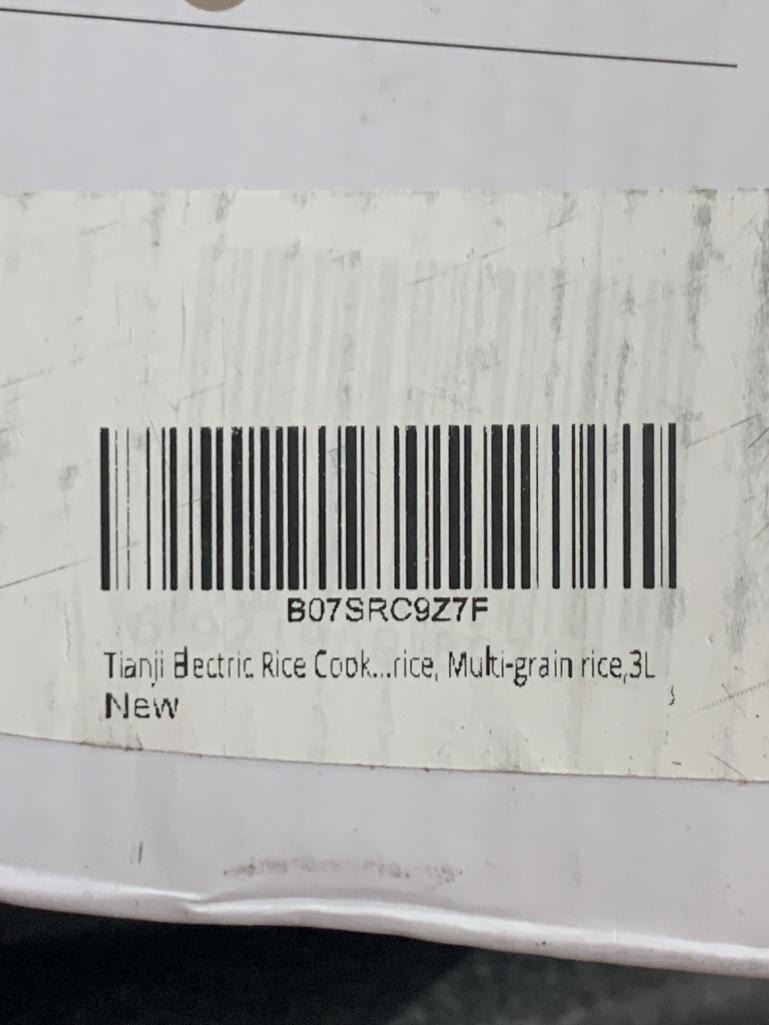 B07SRC9Z7F
Tianji Electric Rice Cook...rice, Multi-grain rice,3L
New